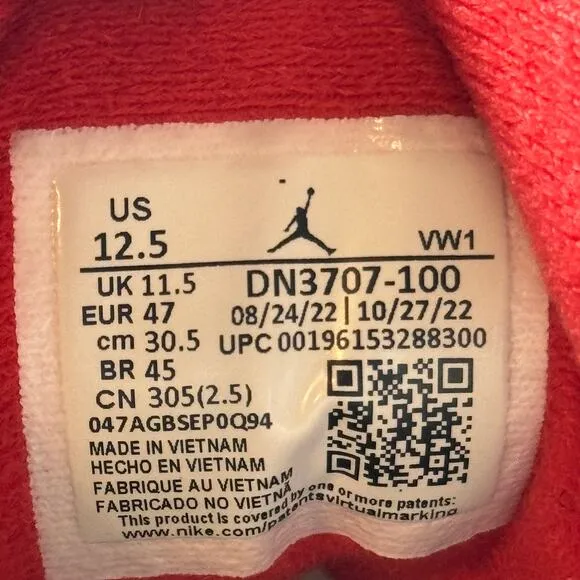 US
12.5
VW1
UK 11.5
DN3707-100
EUR 47
08/24/22 | 10/27/22
cm 30.5
UPC 00196153288300
BR 45
CN 305(2.5)
047AGBSEP0Q94
MADE IN VIETNAM
HECHO EN VIETNAM
FABRIQUE AU VIETNAM
FABRICADO NO VIETNÃ
This product is covered by one or more patents:
www.nike.com/patentsvirtualmarking